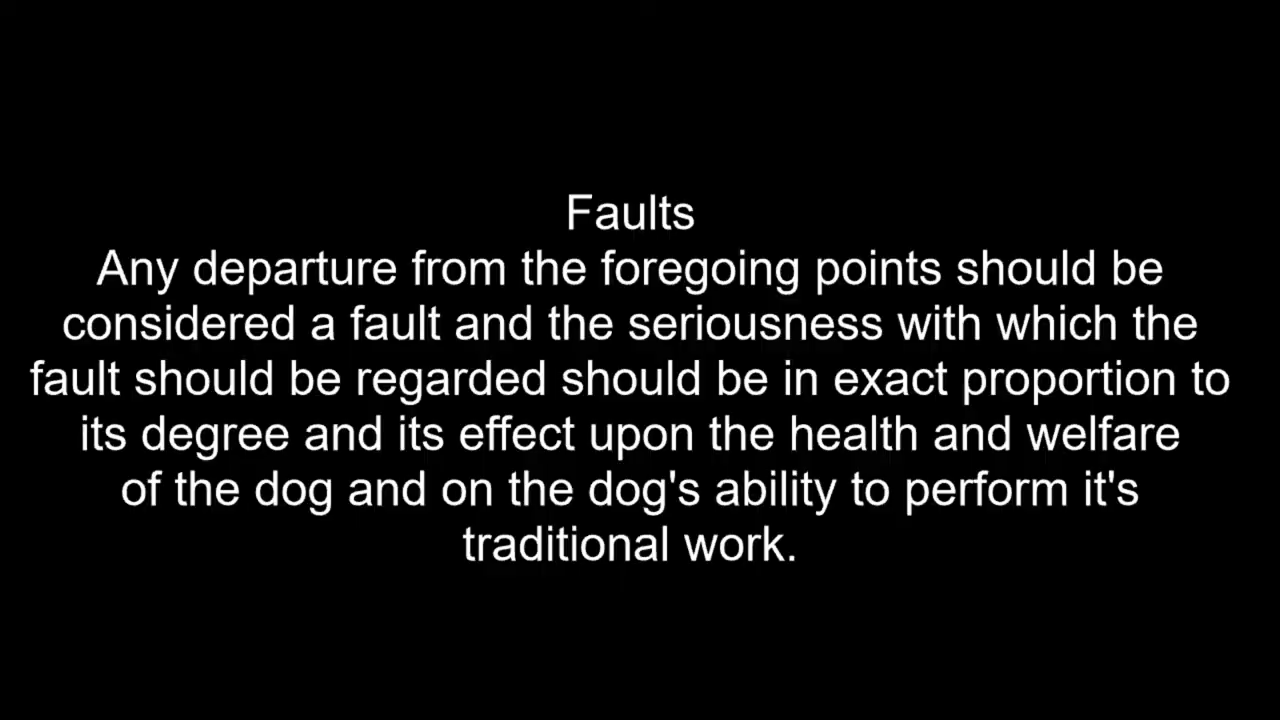 Faults
Any departure from the foregoing points should be
considered a fault and the seriousness with which the
fault should be regarded should be in exact proportion to
its degree and its effect upon the health and welfare
of the dog and on the dog's ability to perform it's
traditional work.